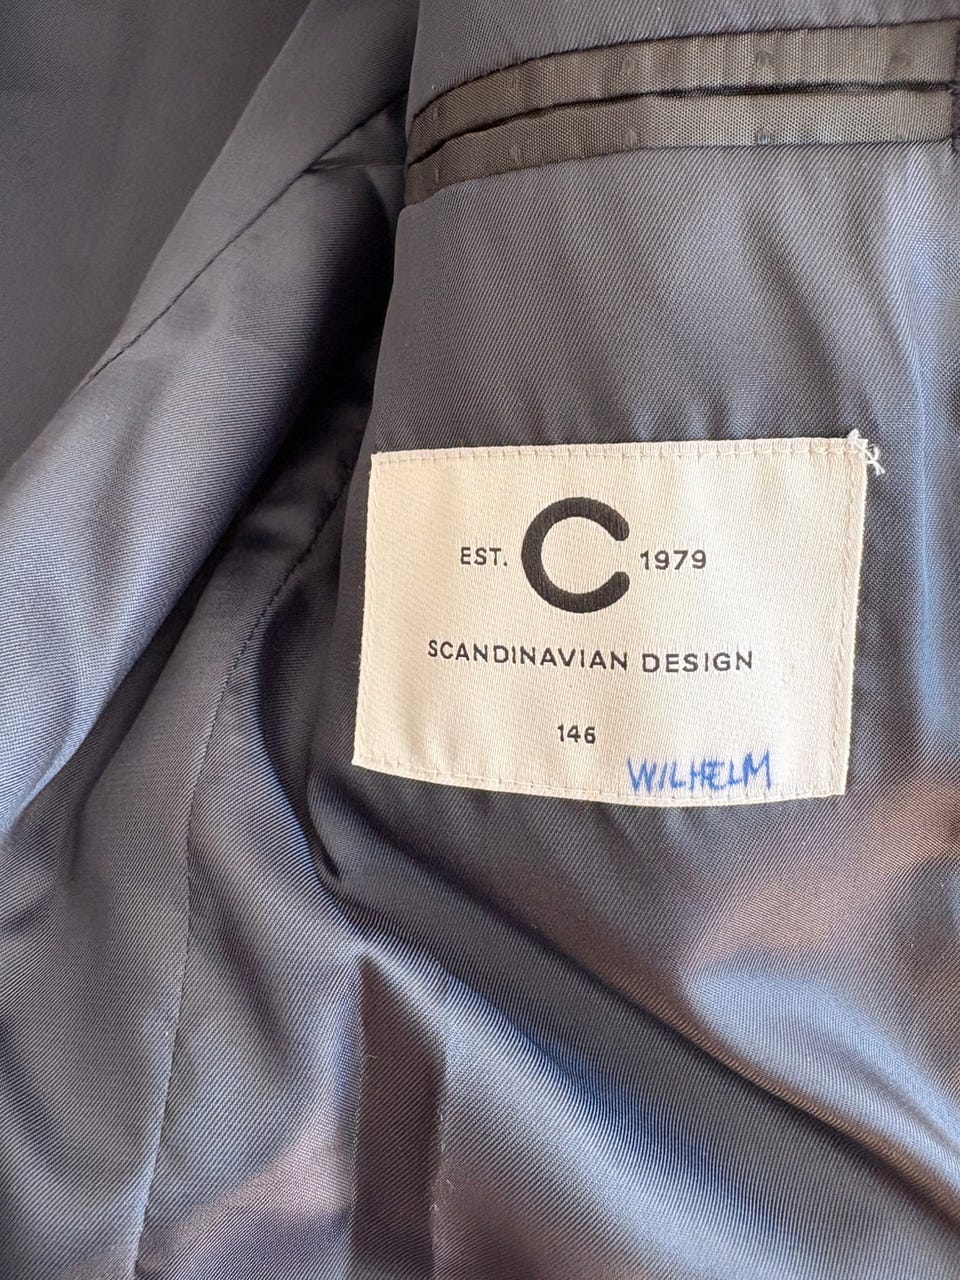 EST. C 1979
SCANDINAVIAN DESIGN
146
WILHELM